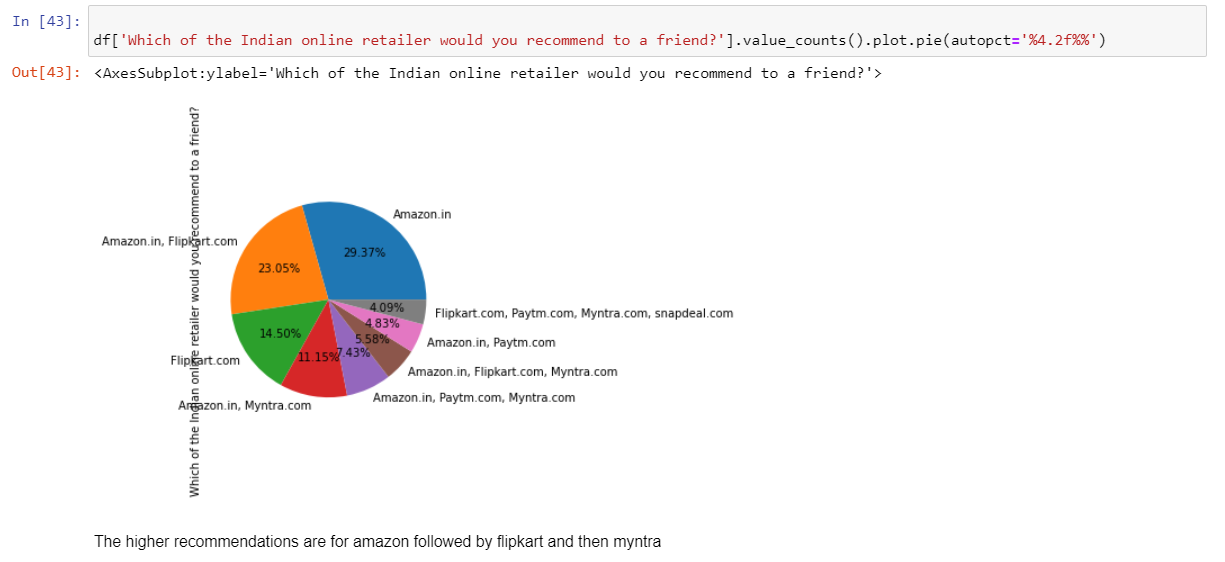 In [43]:
df['Which of the Indian online retailer would you recommend to a friend?'].value_counts().plot.pie(autopct='%4.2f%%')
Out[43]: <AxesSubplot:ylabel='Which of the Indian online retailer would you recommend to a friend?'>
Which of the Indian online retailer would you recommend to a friend?
Amazon.in
29.37%
Amazon.in, Flipkart.com
23.05%
Flipkart.com
14.50%
Amazon.in, Myntra.com
11.15%
Amazon.in, Paytm.com, Myntra.com
7.43%
Amazon.in, Flipkart.com, Myntra.com
5.58%
Amazon.in, Paytm.com
4.83%
Flipkart.com, Paytm.com, Myntra.com, snapdeal.com
4.09%
The higher recommendations are for amazon followed by flipkart and then myntra